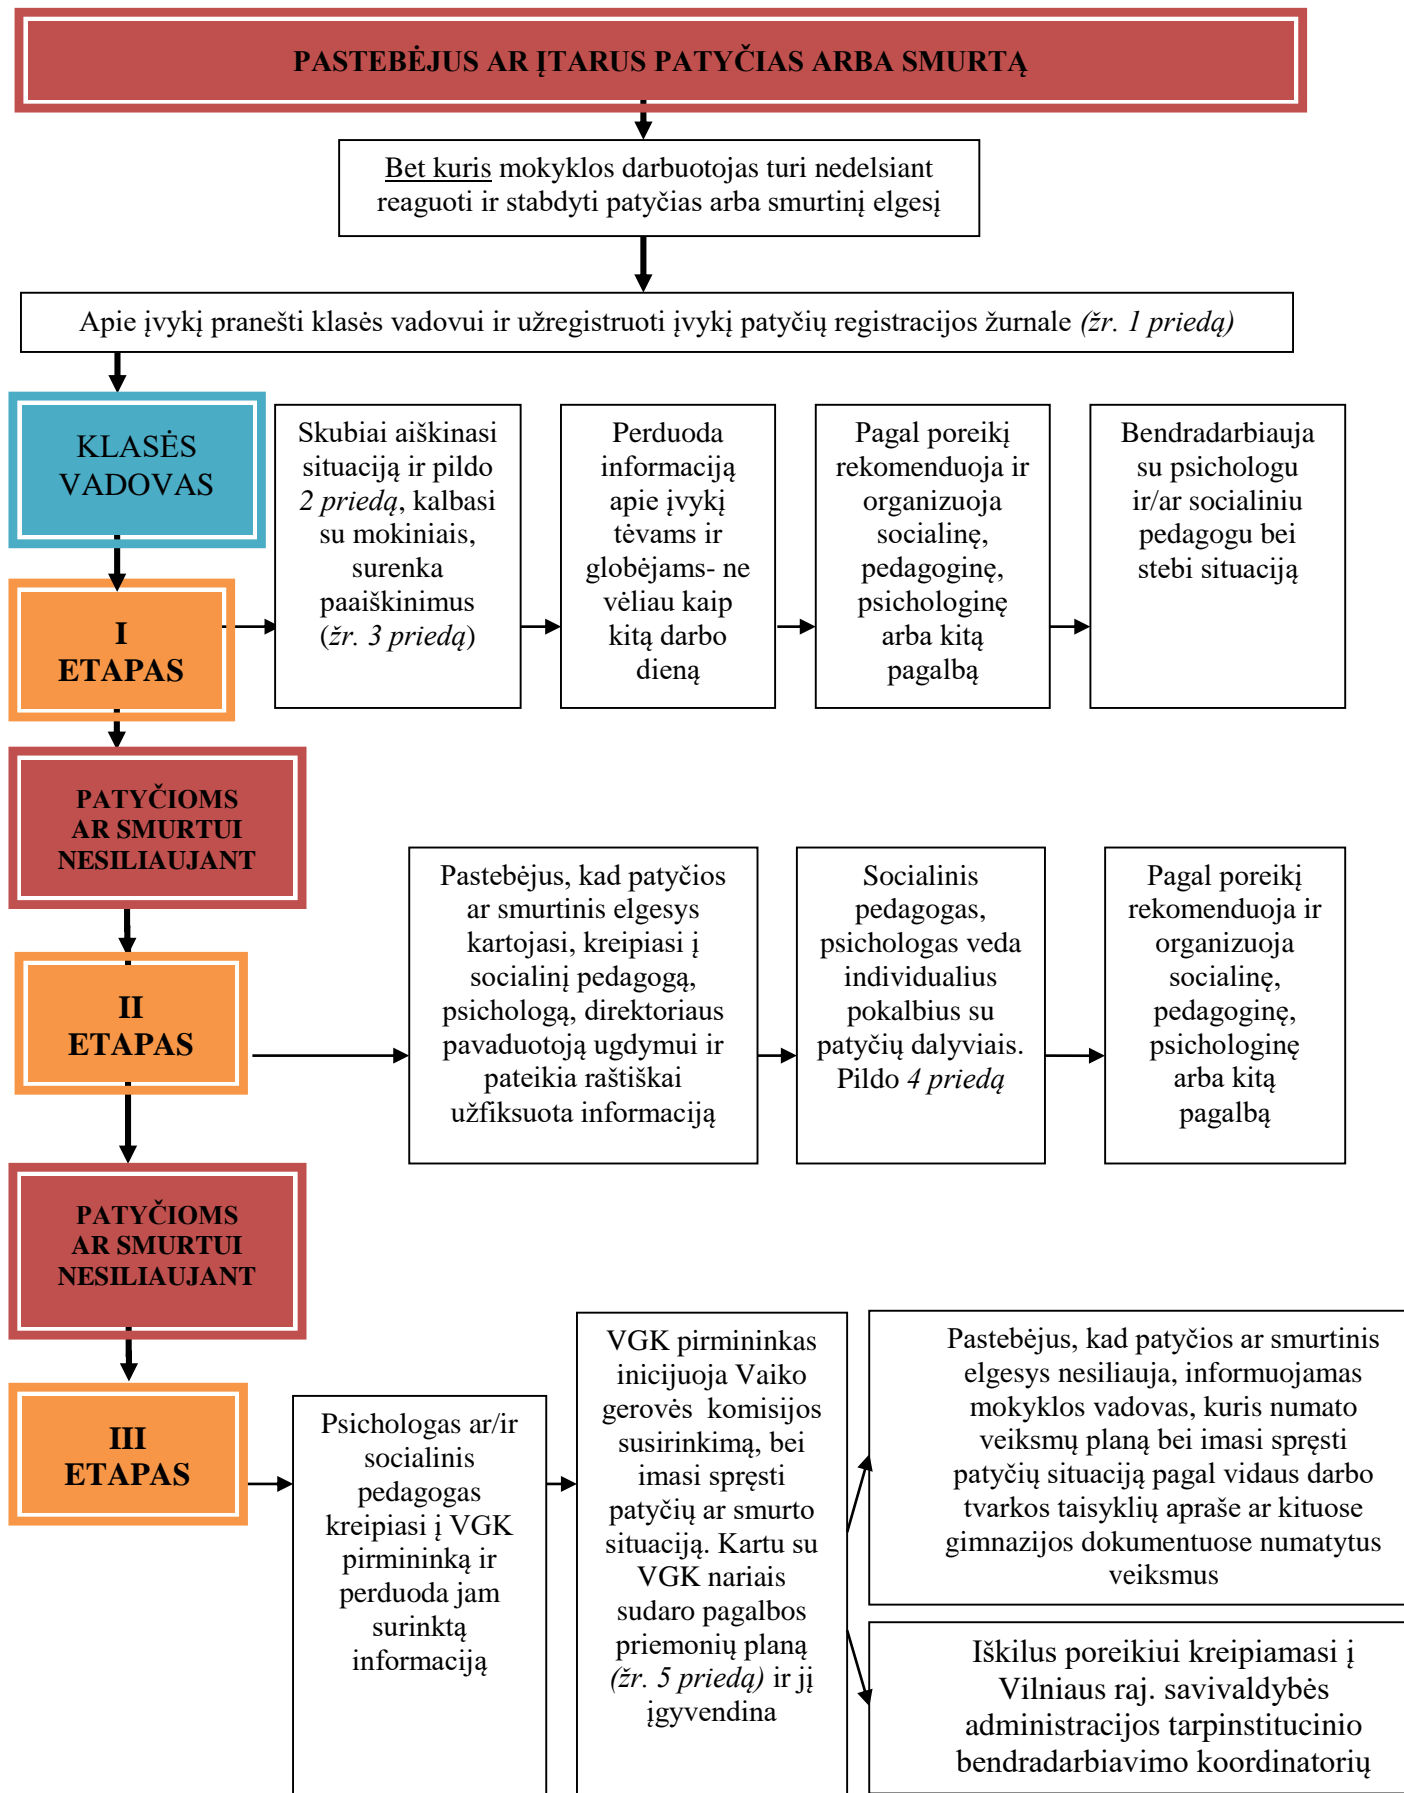 PASTEBĖJUS AR ĮTARUS PATYČIAS ARBA SMURTĄ
Bet kuris mokyklos darbuotojas turi nedelsiant
reaguoti ir stabdyti patyčias arba smurtinį elgesį
Apie įvykį pranešti klasės vadovui ir užregistruoti įvykį patyčių registracijos žurnale (žr. 1 priedą)
KLASĖS
VADOVAS
I
ETAPAS
Skubiai aiškinasi
situaciją ir pildo
2 priedą, kalbasi
su mokiniais,
surenka
paaiškinimus
(žr. 3 priedą)
Perduoda
informaciją
apie įvykį
tėvams ir
globėjams- ne
vėliau kaip
kitą darbo
dieną
Pagal poreikį
rekomenduoja ir
organizuoja
socialinę,
pedagoginę,
psichologinę
arba kitą
pagalbą
Bendradarbiauja
su psichologu
ir/ar socialiniu
pedagogu bei
stebi situaciją
PATYČIOMS
AR SMURTUI
NESILIAUJANT
II
ETAPAS
Pastebėjus, kad patyčios
ar smurtinis elgesys
kartojasi, kreipiasi į
socialinį pedagogą,
psichologą, direktoriaus
pavaduotoją ugdymui ir
pateikia raštiškai
užfiksuota informaciją
Socialinis
pedagogas,
psichologas veda
individualius
pokalbius su
patyčių dalyviais.
Pildo 4 priedą
Pagal poreikį
rekomenduoja ir
organizuoja
socialinę,
pedagoginę,
psichologinę
arba kitą
pagalbą
PATYČIOMS
AR SMURTUI
NESILIAUJANT
III
ETAPAS
Psichologas ar/ir
socialinis
pedagogas
kreipiasi į VGK
pirmininką ir
perduoda jam
surinktą
informaciją
VGK pirmininkas
inicijuoja Vaiko
gerovės komisijos
susirinkimą, bei
imasi spręsti
patyčių ar smurto
situaciją. Kartu su
VGK nariais
sudaro pagalbos
priemonių planą
(žr. 5 priedą) ir jį
įgyvendina
Pastebėjus, kad patyčios ar smurtinis
elgesys nesiliauja, informuojamas
mokyklos vadovas, kuris numato
veiksmų planą bei imasi spręsti
patyčių situaciją pagal vidaus darbo
tvarkos taisyklių apraše ar kituose
gimnazijos dokumentuose numatytus
veiksmus
Iškilus poreikiui kreipiamasi į
Vilniaus raj. savivaldybės
administracijos tarpinstitucinio
bendradarbiavimo koordinatorių